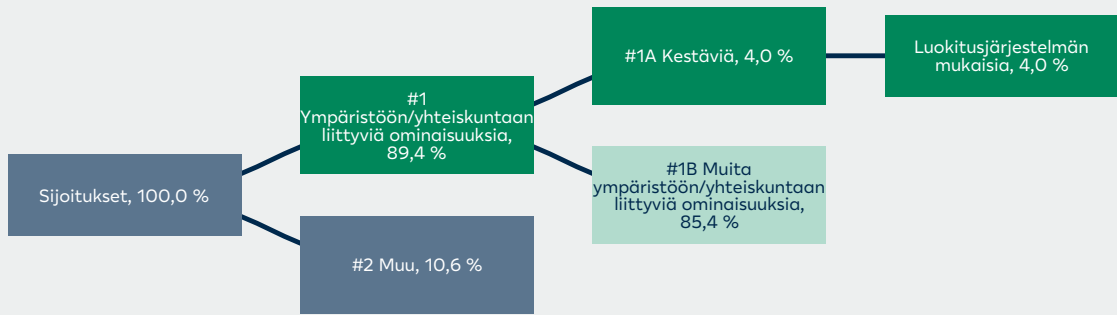 Sijoitukset, 100,0 %
#1
Ympäristöön/yhteiskuntaan
liittyviä ominaisuuksia,
89,4 %
#2 Muu, 10,6 %
#1A Kestäviä, 4,0 %
#1B Muita
ympäristöön/yhteiskuntaan
liittyviä ominaisuuksia,
85,4 %
Luokitusjärjestelmän
mukaisia, 4,0 %